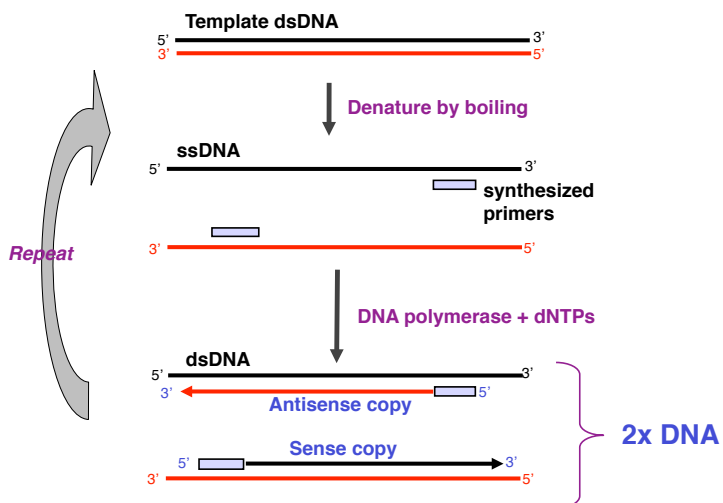 Template dsDNA
5’ 3’
3’ 5’
Denature by boiling
ssDNA
5’ 3’
synthesized
primers
Repeat
3’ 5’
DNA polymerase + dNTPs
dsDNA
5’ 3’
3’ 5’
Antisense copy
2x DNA
Sense copy
5’ 3’
3’ 5’